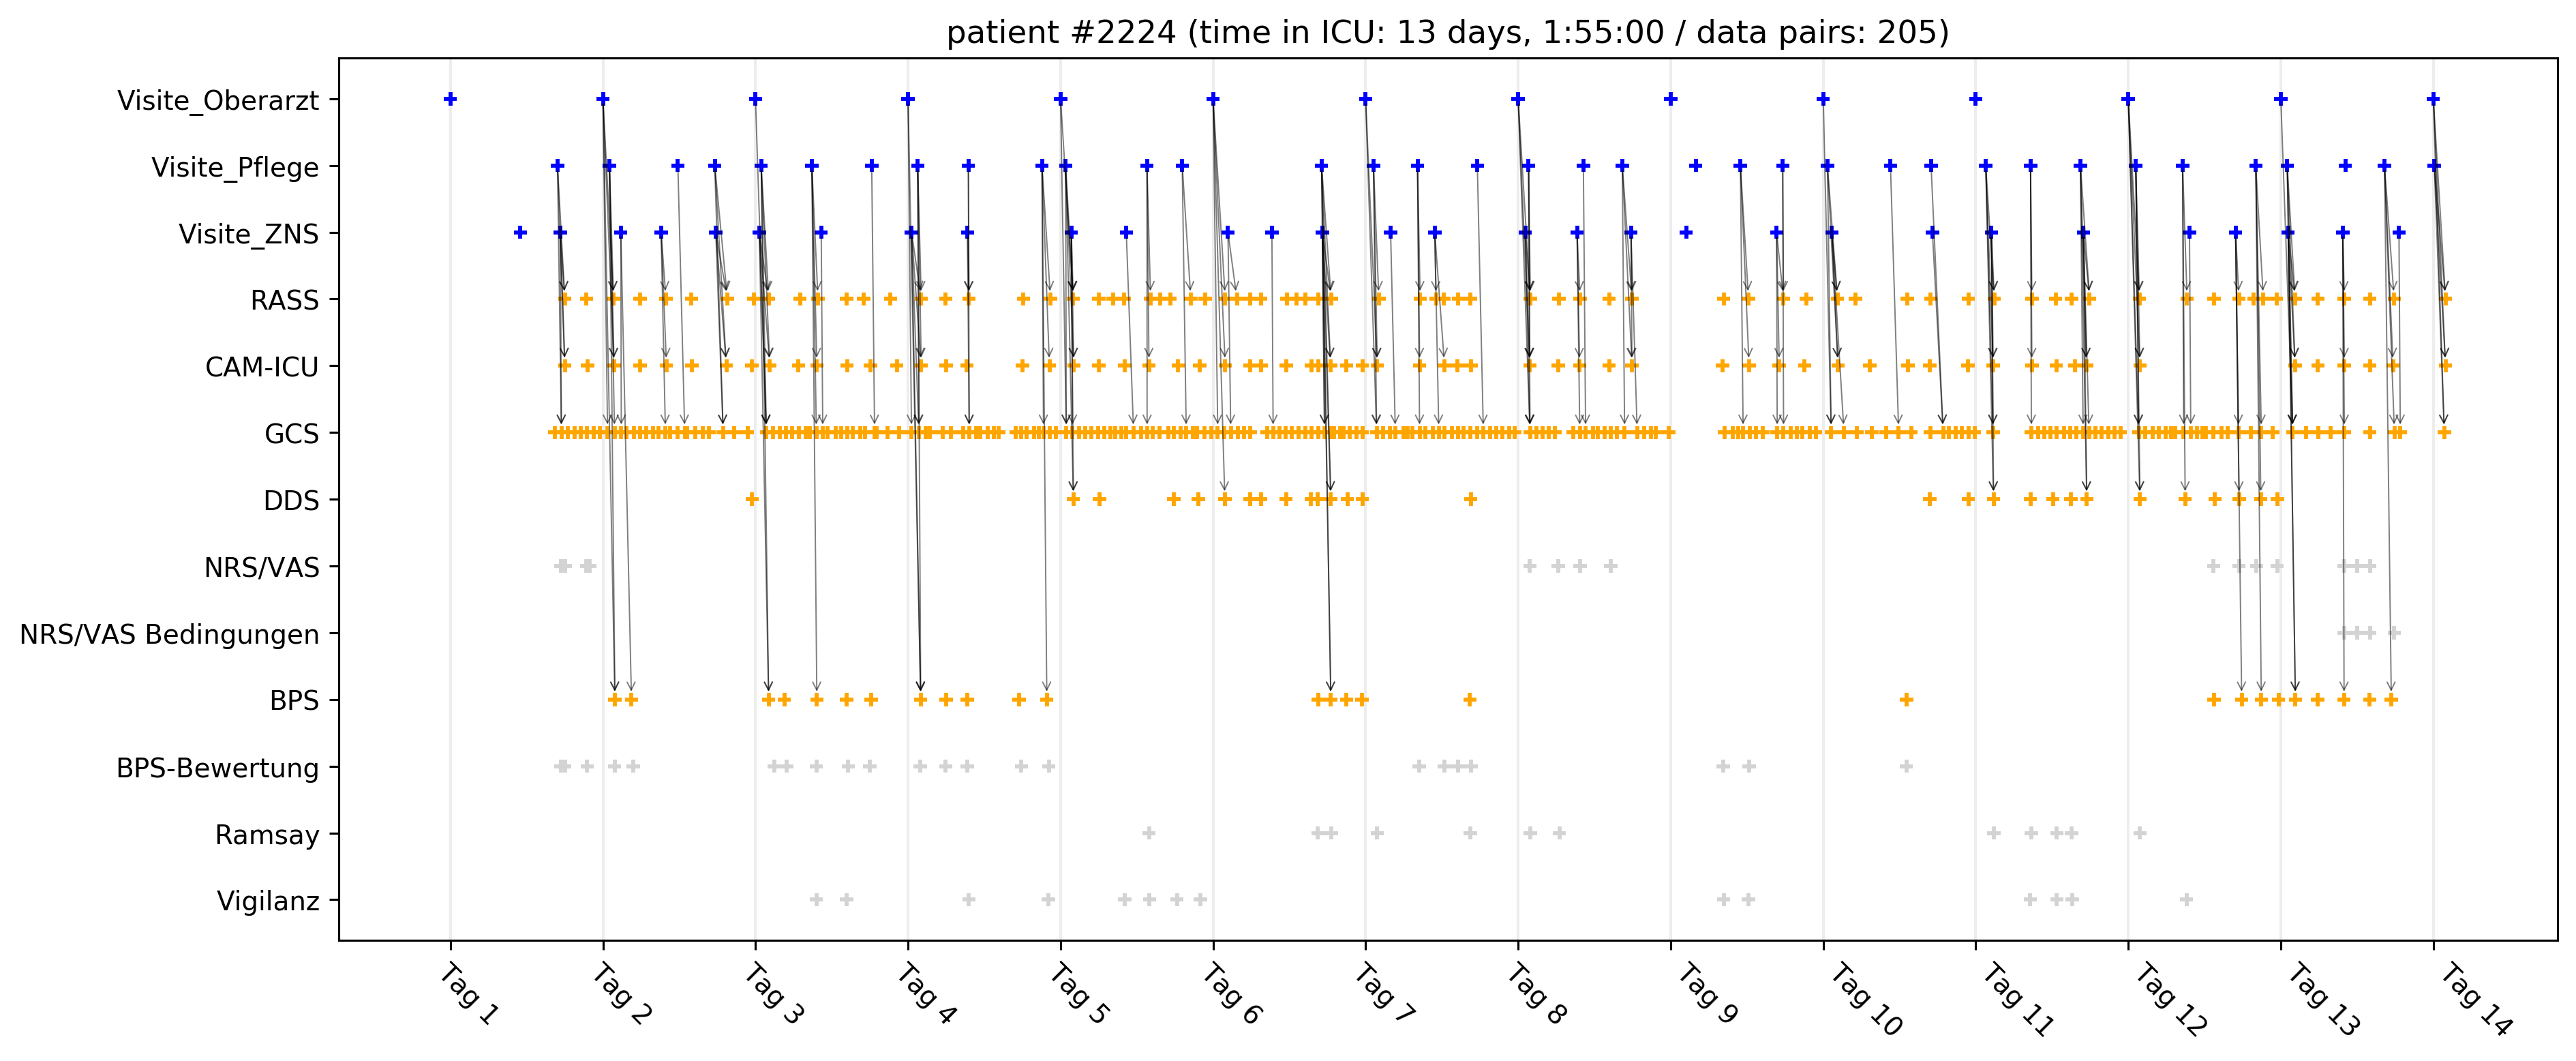 patient #2224 (time in ICU: 13 days, 1:55:00 / data pairs: 205)
Visite_Oberarzt
Visite_Pflege
Visite_ZNS
RASS
CAM-ICU
GCS
DDS
NRS/VAS
NRS/VAS Bedingungen
BPS
BPS-Bewertung
Ramsay
Vigilanz
Tag 1
Tag 2
Tag 3
Tag 4
Tag 5
Tag 6
Tag 7
Tag 8
Tag 9
Tag 10
Tag 11
Tag 12
Tag 13
Tag 14